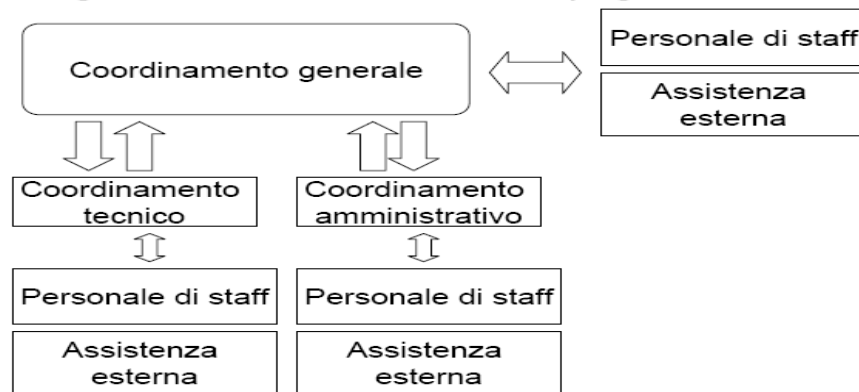 Coordinamento generale
Personale di staff
Assistenza
esterna
Coordinamento
tecnico
Coordinamento
amministrativo
Personale di staff
Personale di staff
Assistenza
esterna
Assistenza
esterna